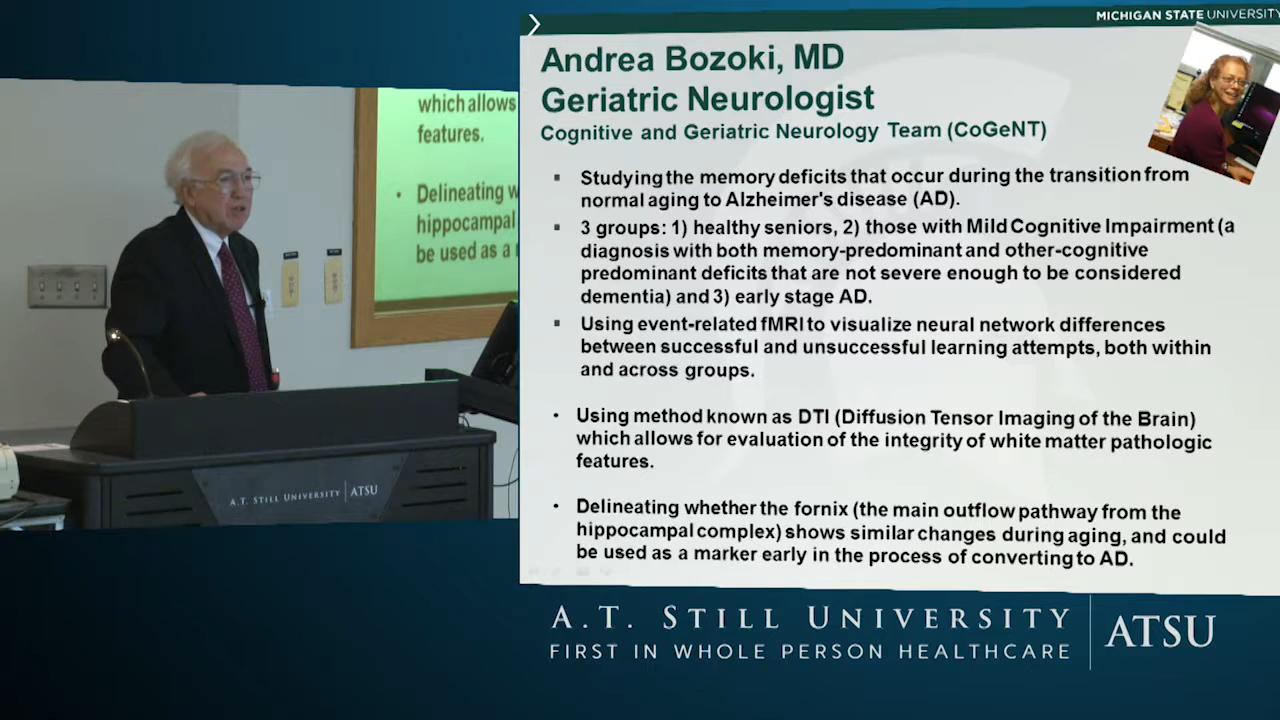 MICHIGAN STATE UNIVERSITY
Andrea Bozoki, MD
Geriatric Neurologist
Cognitive and Geriatric Neurology Team (CoGeNT)
▪ Studying the memory deficits that occur during the transition from
normal aging to Alzheimer's disease (AD).
▪ 3 groups: 1) healthy seniors, 2) those with Mild Cognitive Impairment (a
diagnosis with both memory-predominant and other-cognitive
predominant deficits that are not severe enough to be considered
dementia) and 3) early stage AD.
▪ Using event-related fMRI to visualize neural network differences
between successful and unsuccessful learning attempts, both within
and across groups.
• Using method known as DTI (Diffusion Tensor Imaging of the Brain)
which allows for evaluation of the integrity of white matter pathologic
features.
• Delineating whether the fornix (the main outflow pathway from the
hippocampal complex) shows similar changes during aging, and could
be used as a marker early in the process of converting to AD.
which allows
features.
• Delineating w
hippocampal
be used as a
A.T. STILL UNIVERSITY ATSU
A.T. STILL UNIVERSITY
FIRST IN WHOLE PERSON HEALTHCARE
ATSU